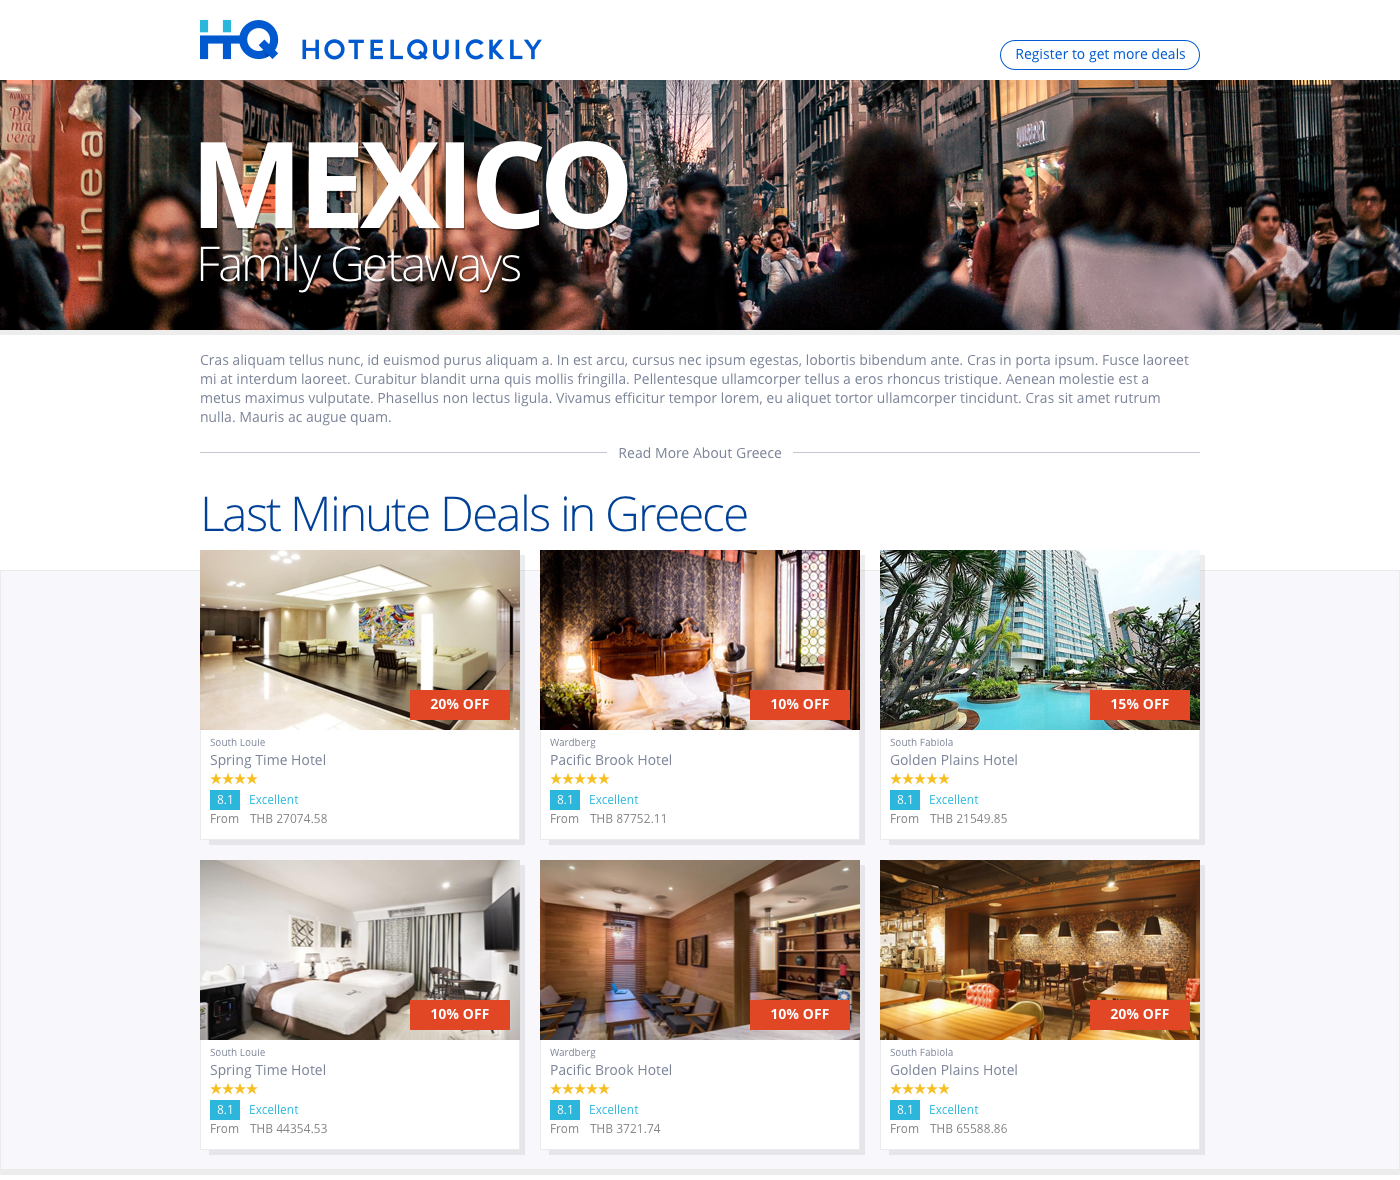 HQ HOTELQUICKLY
Register to get more deals
AVANCE
Pri
ma
vera
Linea
OPTICAS
MEXICO
Family Getaways
Cras aliquam tellus nunc, id euismod purus aliquam a. In est arcu, cursus nec ipsum egestas, lobortis bibendum ante. Cras in porta ipsum. Fusce laoreet
mi at interdum laoreet. Curabitur blandit urna quis mollis fringilla. Pellentesque ullamcorper tellus a eros rhoncus tristique. Aenean molestie est a
metus maximus vulputate. Phasellus non lectus ligula. Vivamus efficitur tempor lorem, eu aliquet tortor ullamcorper tincidunt. Cras sit amet rutrum
nulla. Mauris ac augue quam.
Read More About Greece
Last Minute Deals in Greece
20% OFF
South Louie
Spring Time Hotel
★★★★
8.1 Excellent
From THB 27074.58
10% OFF
Wardberg
Pacific Brook Hotel
★★★★★
8.1 Excellent
From THB 87752.11
15% OFF
South Fabiola
Golden Plains Hotel
★★★★★
8.1 Excellent
From THB 21549.85
10% OFF
South Louie
Spring Time Hotel
★★★★
8.1 Excellent
From THB 44354.53
10% OFF
Wardberg
Pacific Brook Hotel
★★★★★
8.1 Excellent
From THB 3721.74
20% OFF
South Fabiola
Golden Plains Hotel
★★★★★
8.1 Excellent
From THB 65588.86